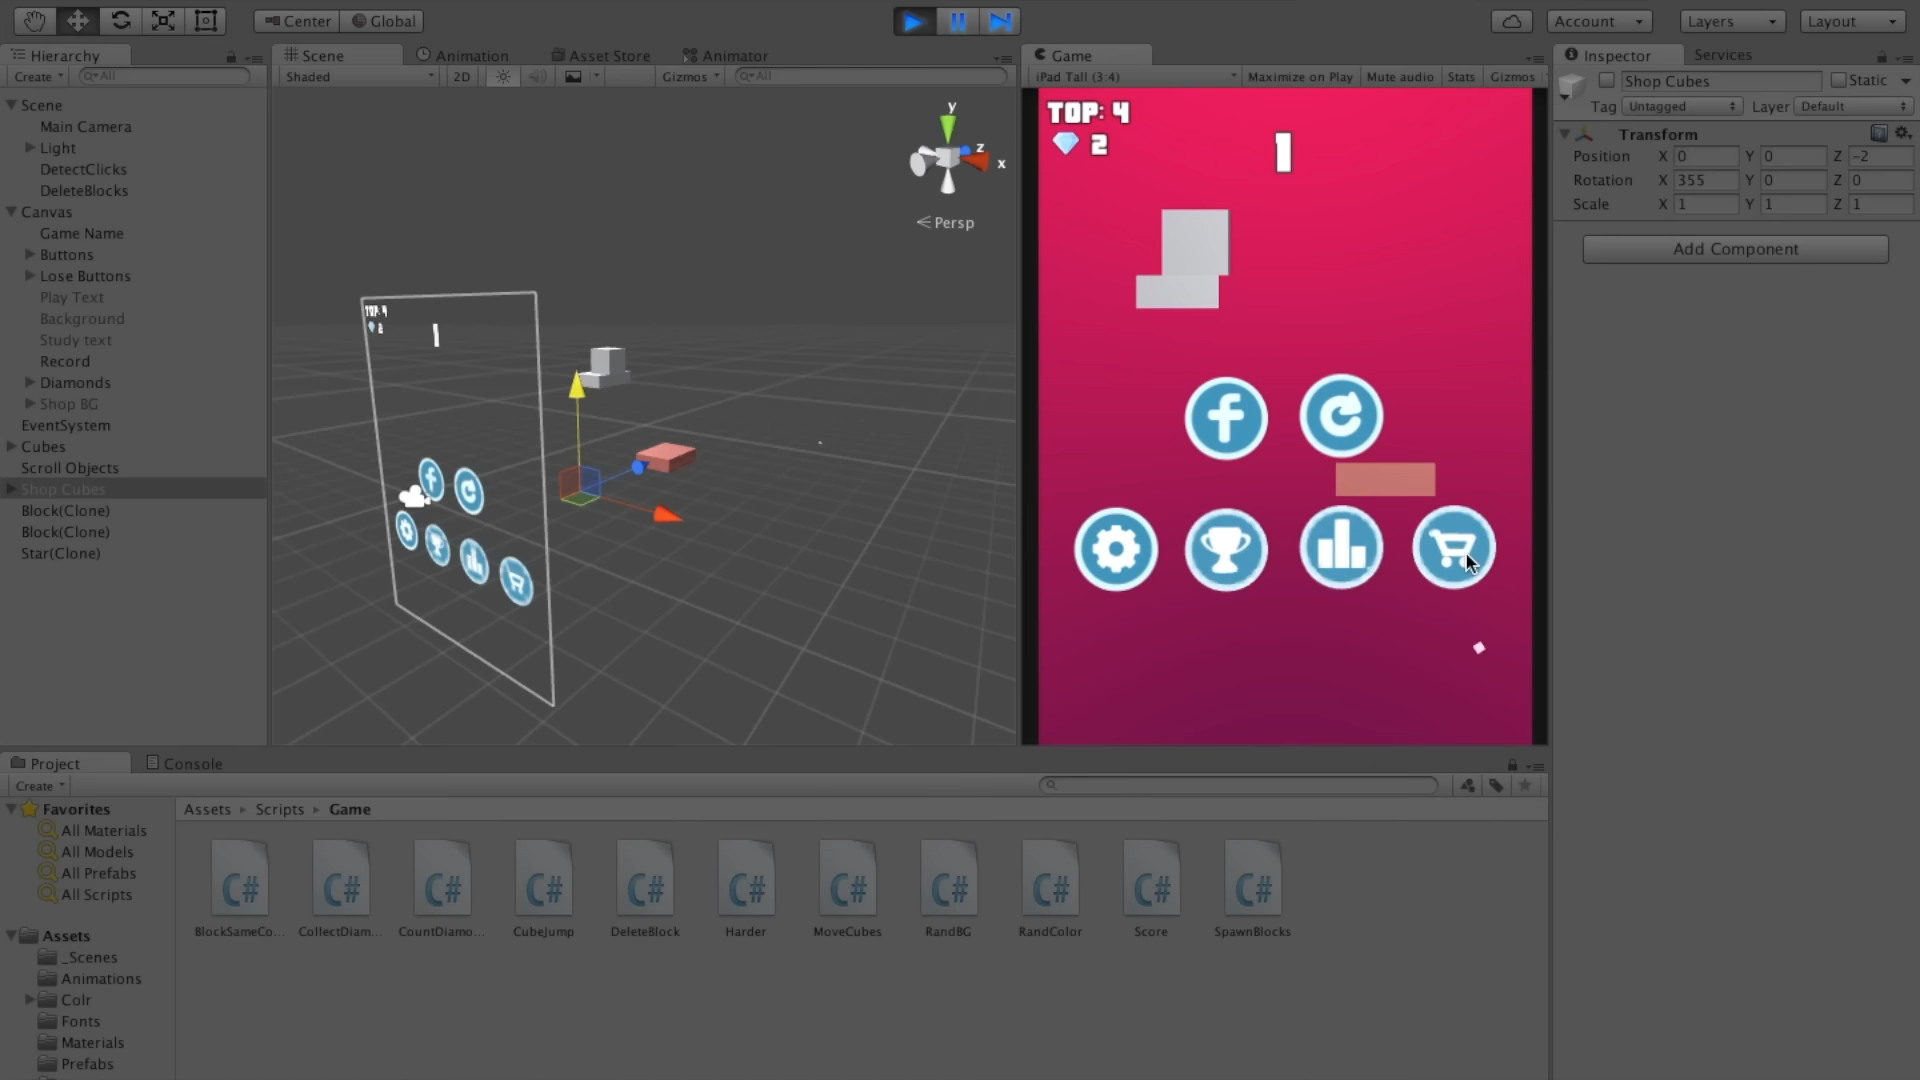 Center Global Account Layers Layout
Hierarchy Scene Animation Asset Store Animator Game Inspector Services
Create All Shaded 2D Gizmos All iPad Tall (3:4) Maximize on Play Mute audio Stats Gizmos Shop Cubes Static
Tag Untagged Layer Default
Scene
Main Camera
Light
DetectClicks
DeleteBlocks
Canvas
Game Name
Buttons
Lose Buttons
Play Text
Background
Study text
Record
Diamonds
Shop BG
EventSystem
Cubes
Scroll Objects
Shop Cubes
Block(Clone)
Block(Clone)
Star(Clone)
y
z
x
Persp
TOP: 4
2
1
TOP: 4
2
1
Transform
Position X 0 Y 0 Z -2
Rotation X 355 Y 0 Z 0
Scale X 1 Y 1 Z 1
Add Component
Project Console
Create
Favorites
All Materials
All Models
All Prefabs
All Scripts
Assets
_Scenes
Animations
Colr
Fonts
Materials
Prefabs
Assets Scripts Game
C# C# C# C# C# C# C# C# C# C# C#
BlockSameCo... CollectDiam... CountDiamo... CubeJump DeleteBlock Harder MoveCubes RandBG RandColor Score SpawnBlocks